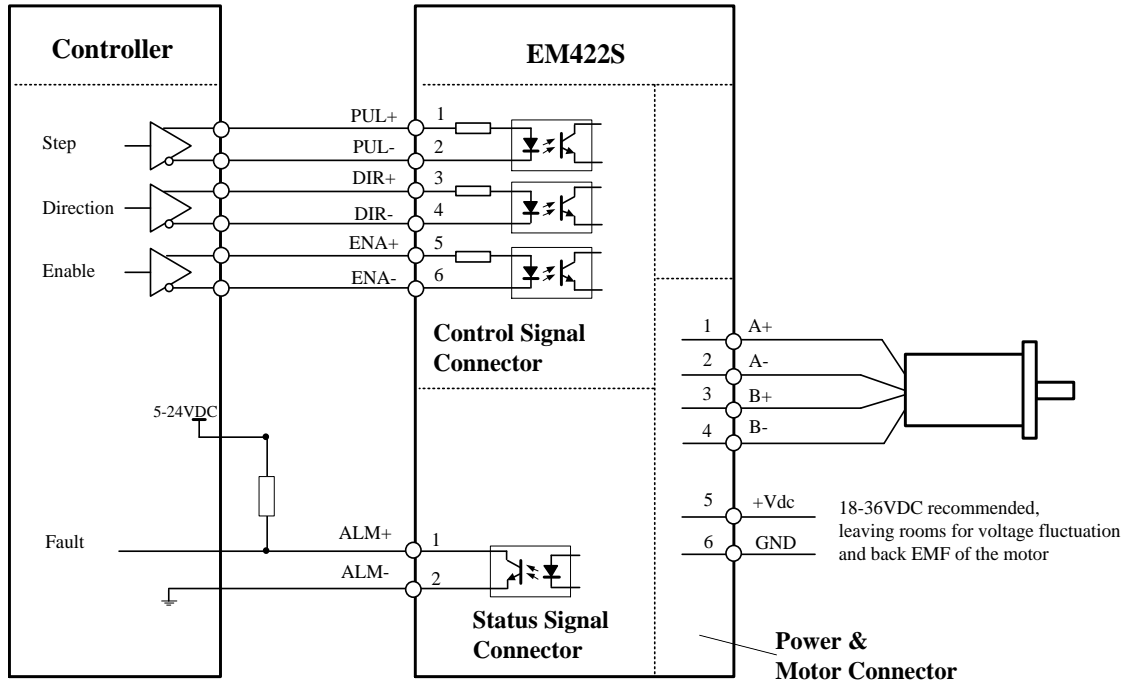 Controller
EM422S
Step
PUL+
1
PUL-
2
Direction
DIR+
3
DIR-
4
Enable
ENA+
5
ENA-
6
Control Signal
Connector
1
A+
2
A-
3
B+
4
B-
5-24VDC
5
+Vdc
6
GND
18-36VDC recommended,
leaving rooms for voltage fluctuation
and back EMF of the motor
Fault
ALM+
1
ALM-
2
Status Signal
Connector
Power &
Motor Connector